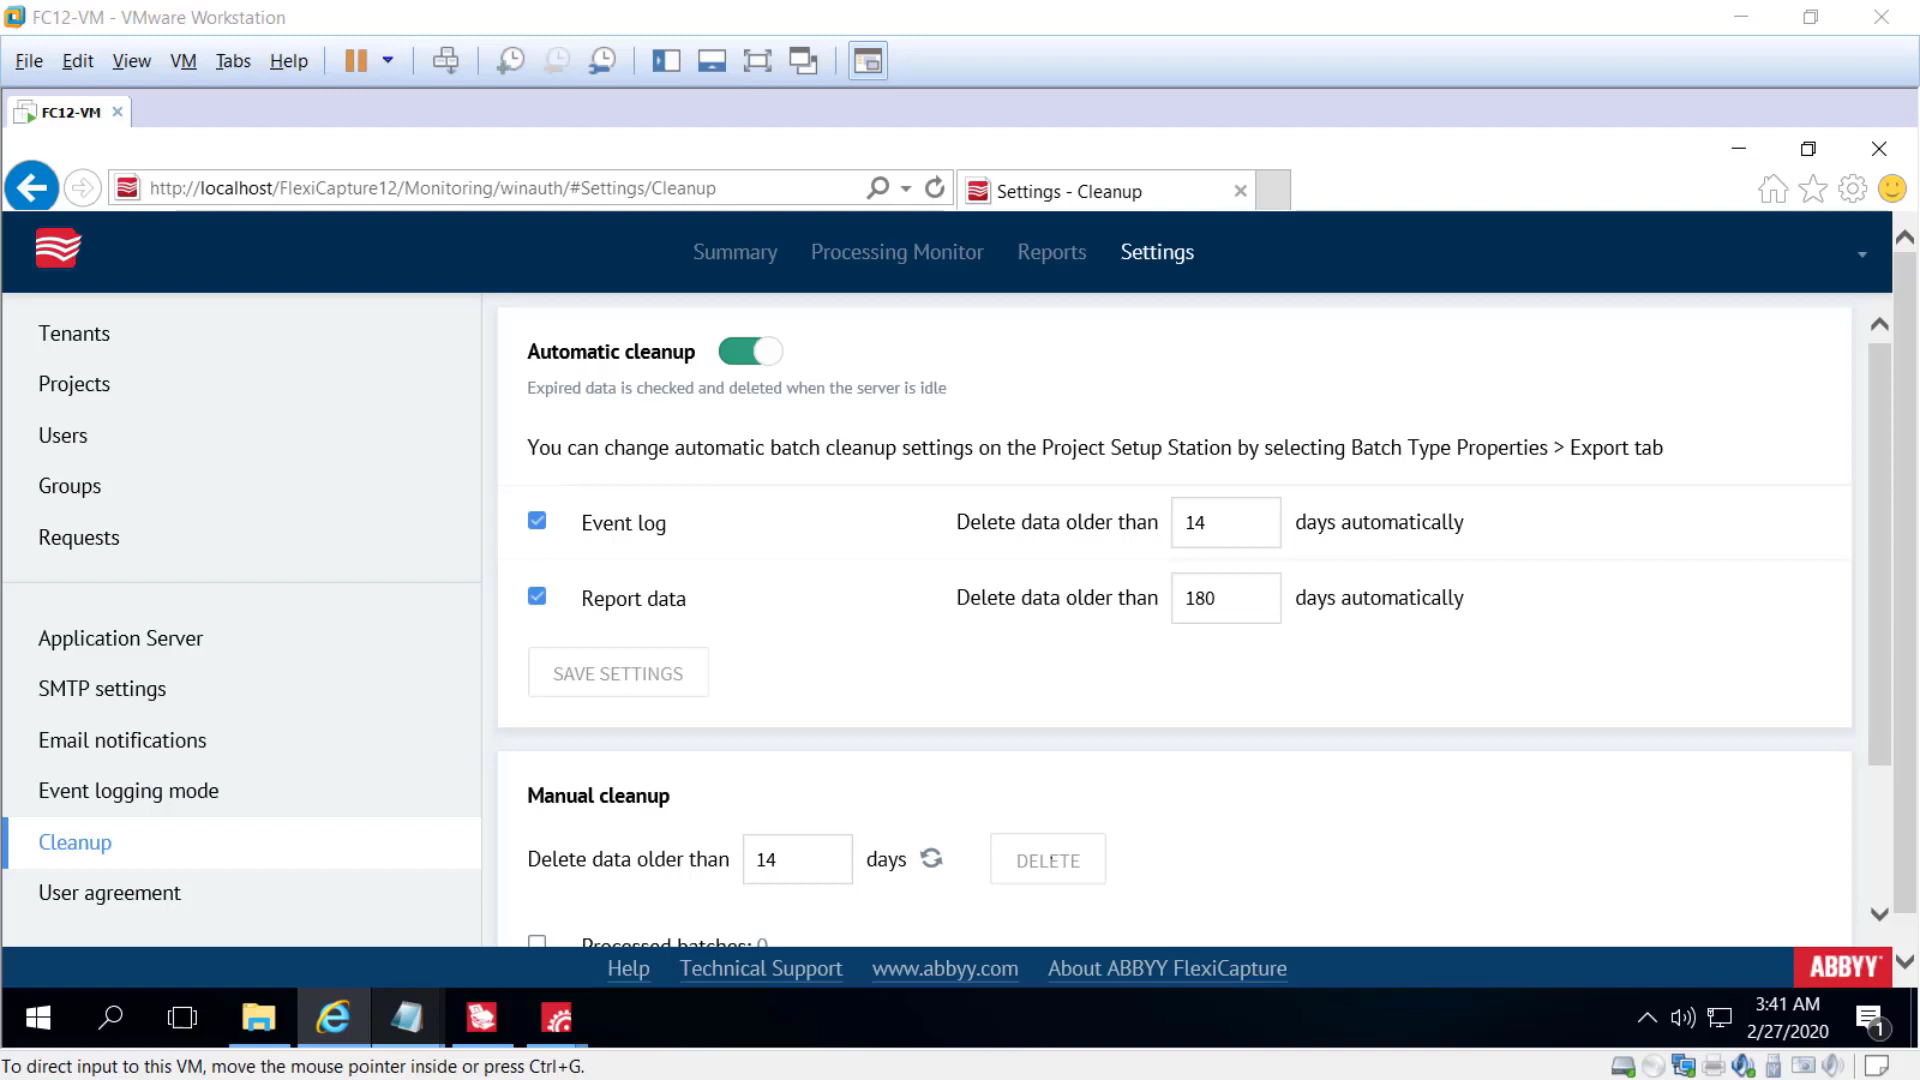 FC12-VM - VMware Workstation
File Edit View VM Tabs Help
FC12-VM
http://localhost/FlexiCapture12/Monitoring/winauth/#Settings/Cleanup
Settings - Cleanup
Summary Processing Monitor Reports Settings
Tenants
Projects
Users
Groups
Requests
Application Server
SMTP settings
Email notifications
Event logging mode
Cleanup
User agreement
Automatic cleanup
Expired data is checked and deleted when the server is idle
You can change automatic batch cleanup settings on the Project Setup Station by selecting Batch Type Properties > Export tab
Event log Delete data older than 14 days automatically
Report data Delete data older than 180 days automatically
SAVE SETTINGS
Manual cleanup
Delete data older than 14 days DELETE
Processed batches: 0
Help Technical Support www.abbyy.com About ABBYY FlexiCapture
ABBYY
3:41 AM
2/27/2020
1
To direct input to this VM, move the mouse pointer inside or press Ctrl+G.